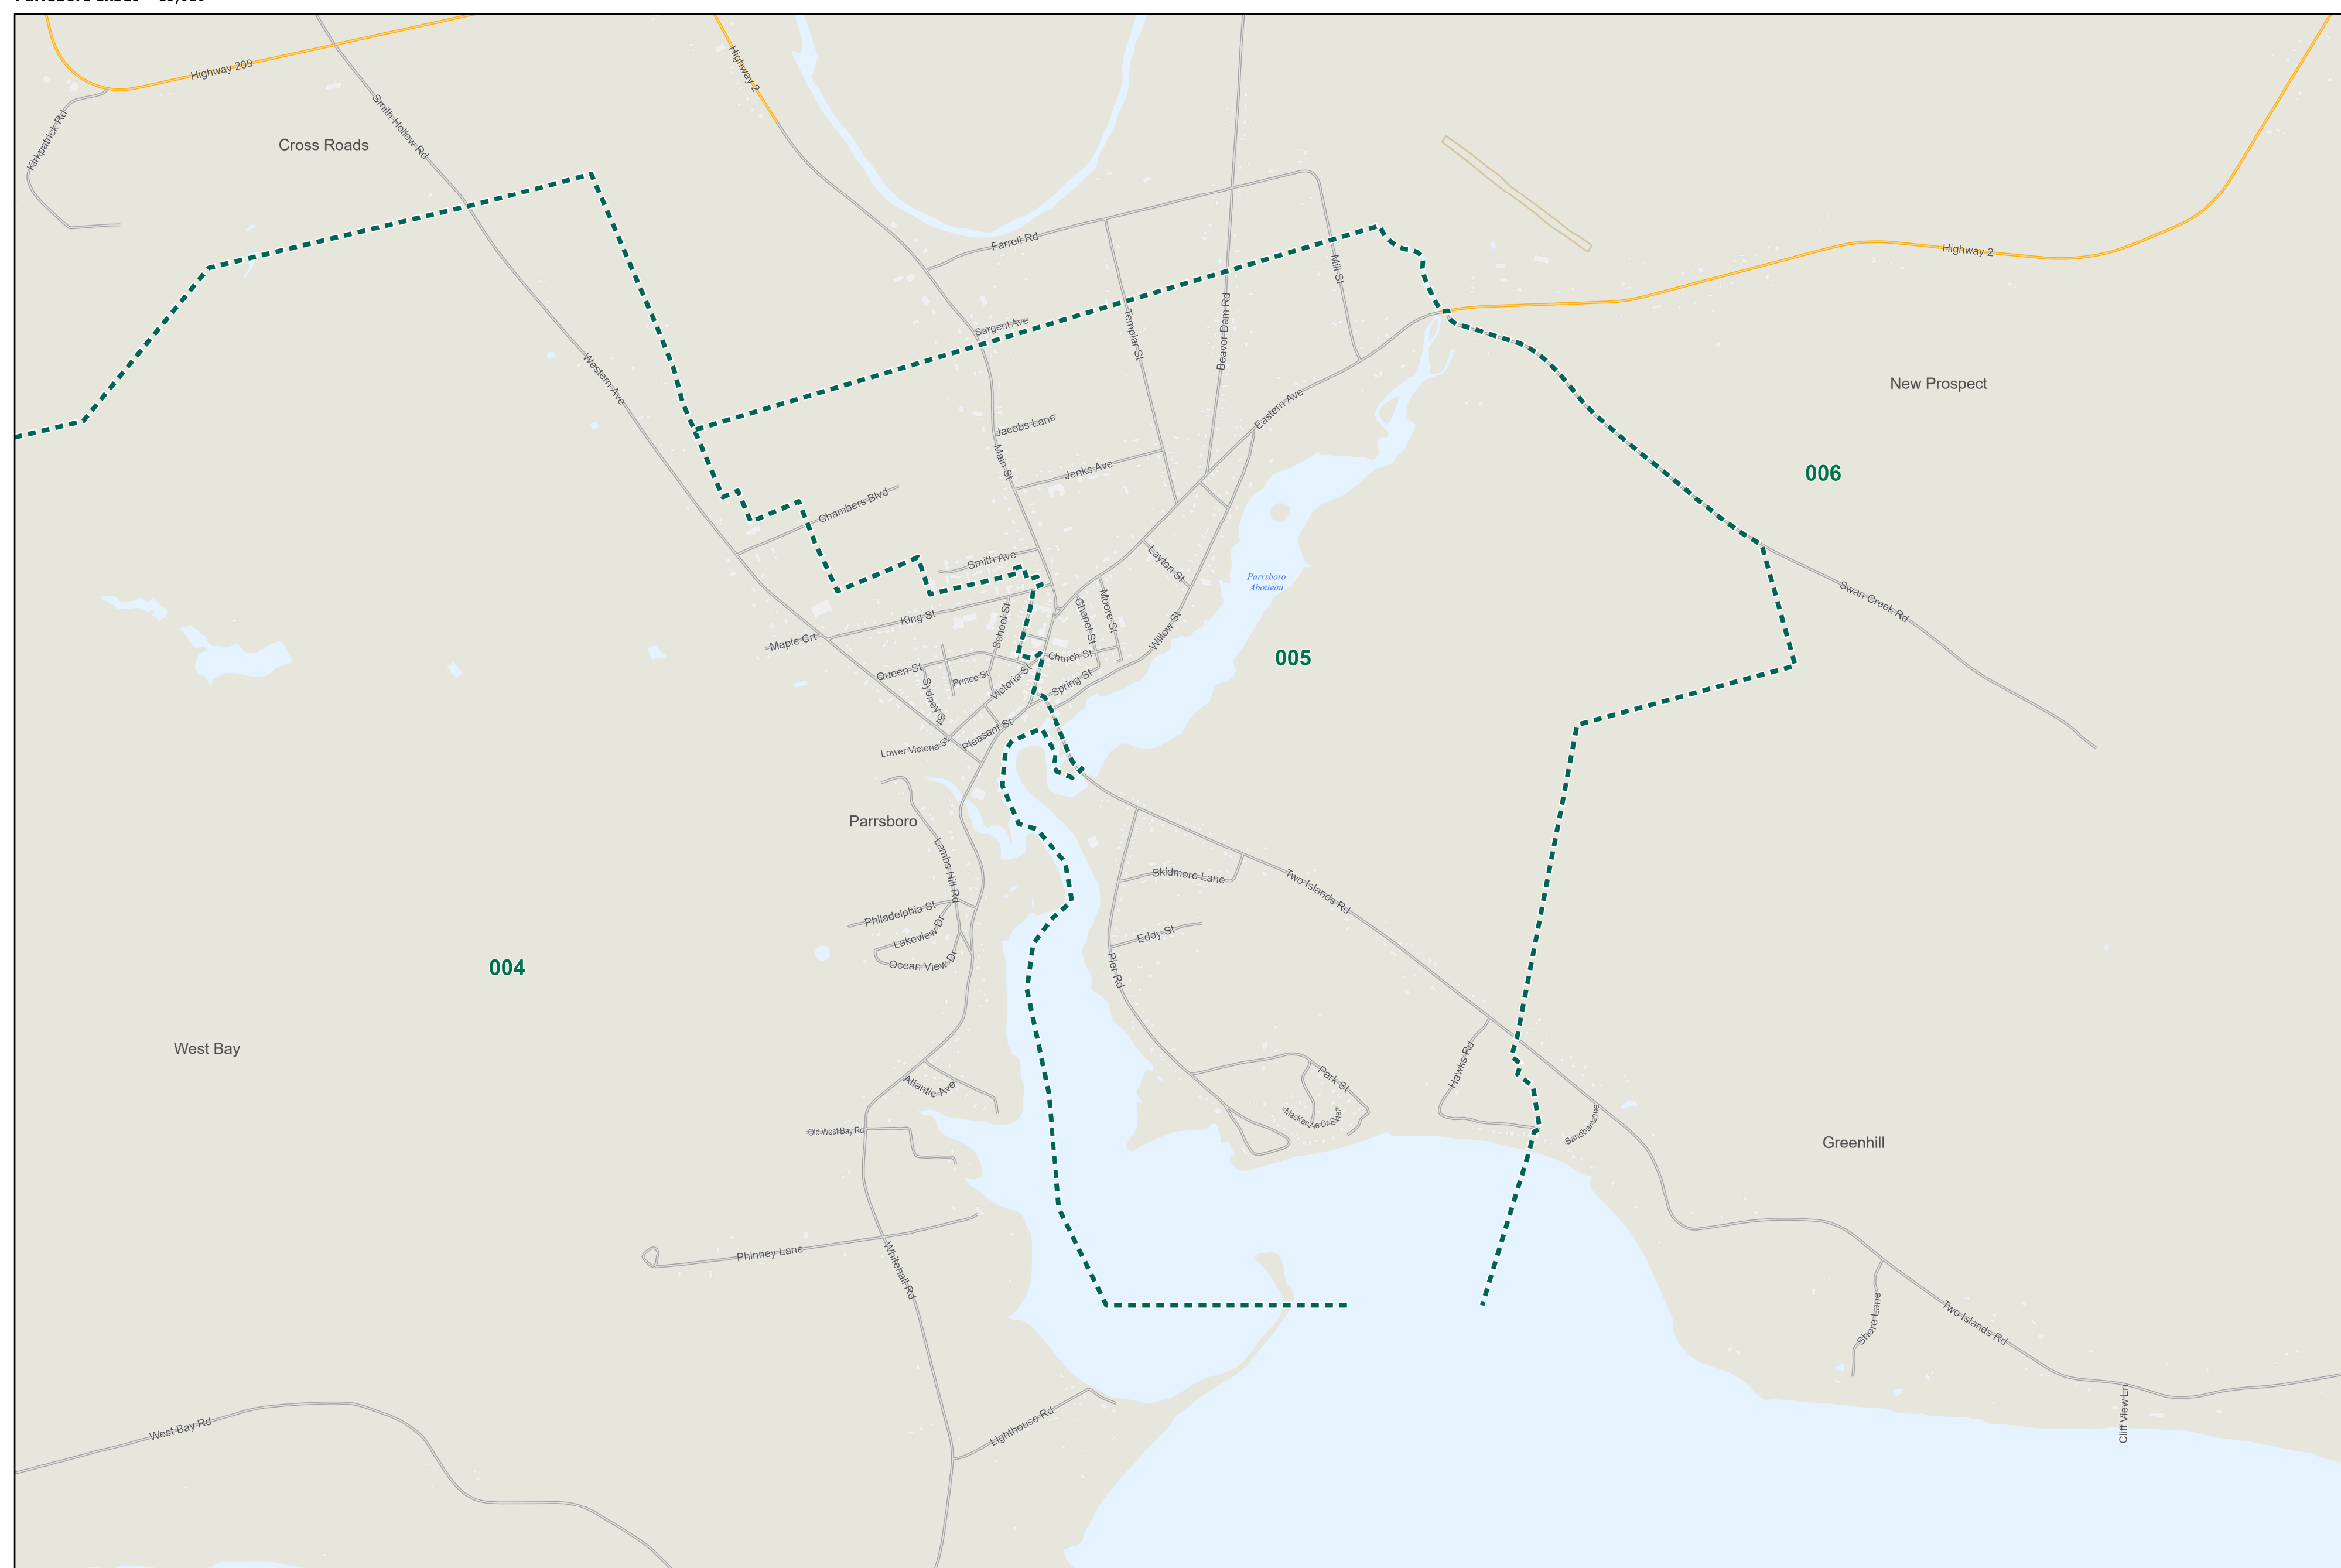 Highway 209
Highway 2
Kirkpatrick Rd
Smith Hollow Rd
Cross Roads
Farrell Rd
Highway 2
Mill St
Sargent Ave
Templar St
Beaver Dam Rd
Western Ave
New Prospect
Jacobs Lane
Eastern Ave
Main St
Jenks Ave
006
Chambers Blvd
Smith Ave
Layton St
Parrsboro
Aboiteau
Swan Creek Rd
King St
School St
Chapel St
Moore St
Willow St
Maple Crt
Church St
005
Queen St
Prince St
Victoria St
Spring St
Sydney St
Pleasant St
Lower Victoria St
Parrsboro
Lambs Hill Rd
Skidmore Lane
Two Islands Rd
Philadelphia St
Lakeview Dr
Eddy St
Ocean View Dr
004
Pier Rd
West Bay
Hawks Rd
Park St
Atlantic Ave
MacKenzie Dr Exten
Old West Bay Rd
Sandbar Lane
Greenhill
Phinney Lane
Whitehall Rd
Shore Lane
Two Islands Rd
West Bay Rd
Lighthouse Rd
Cliff View Ln